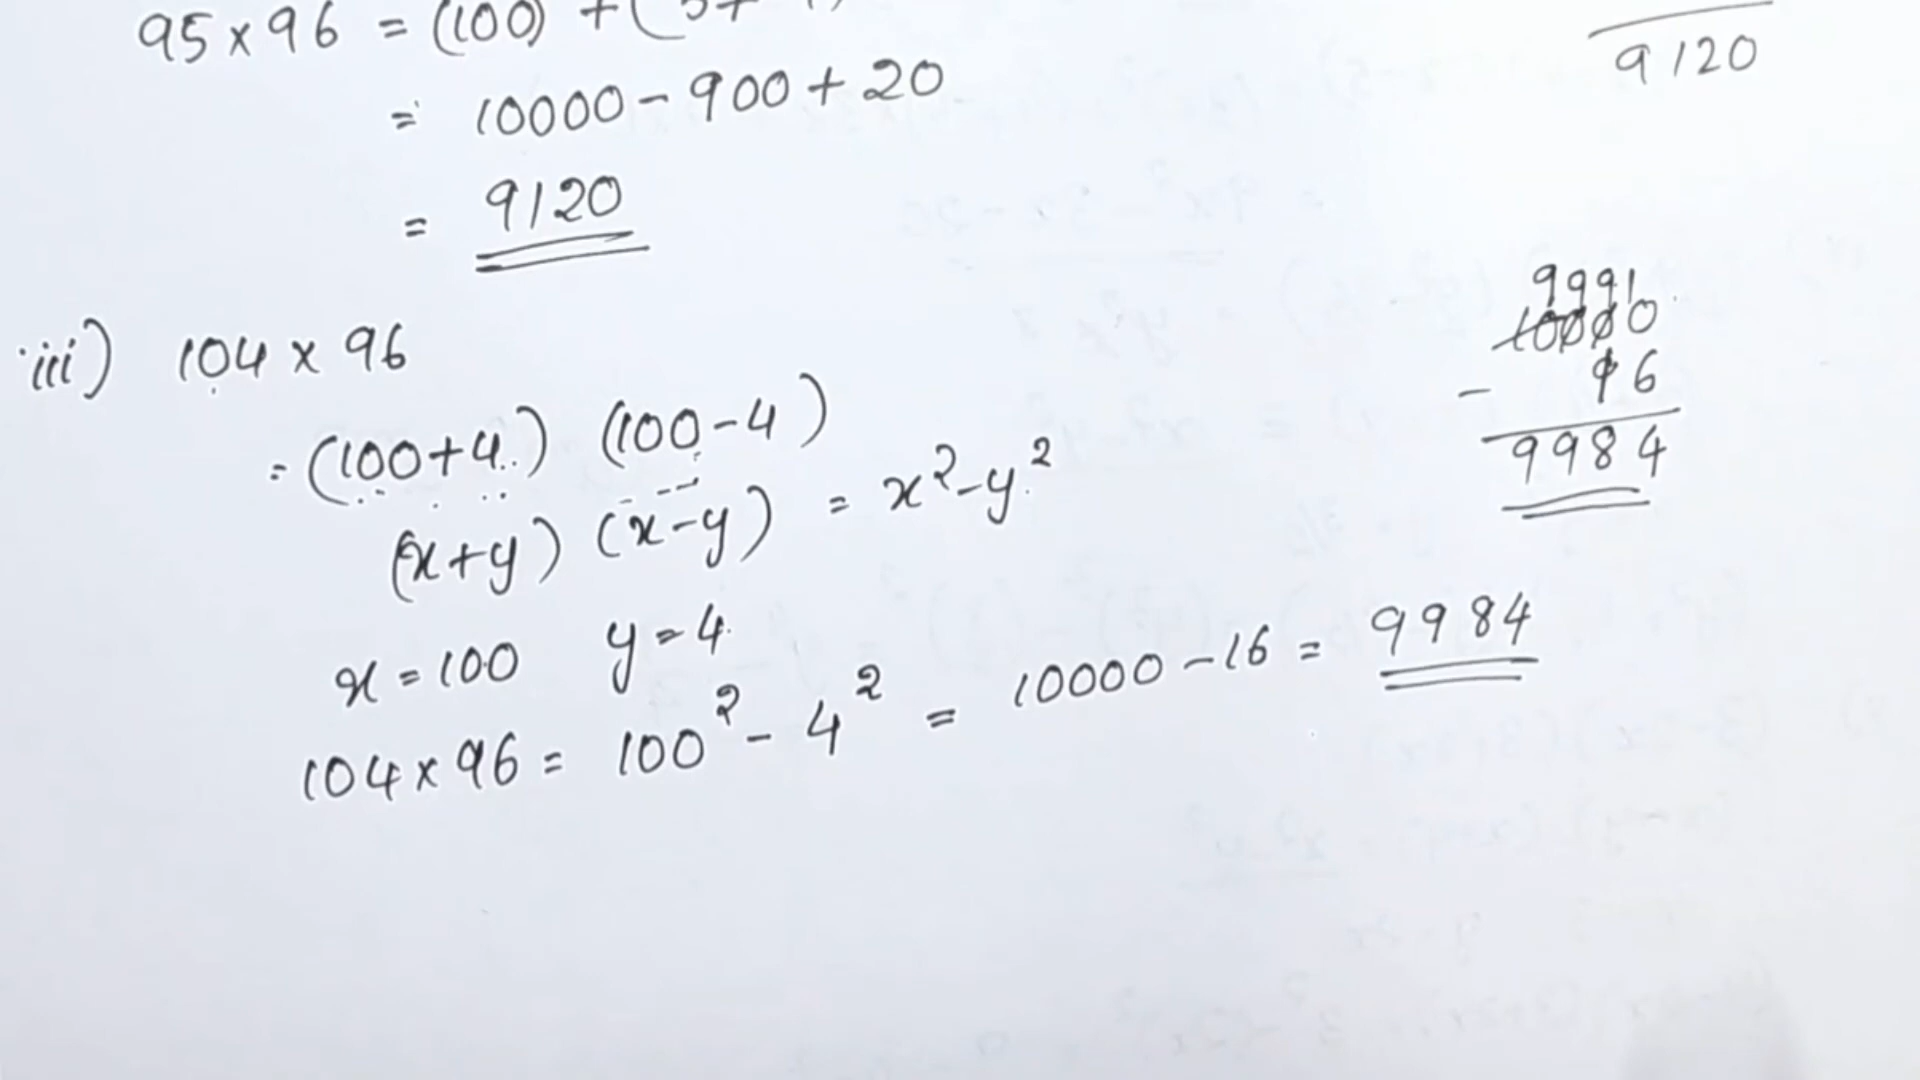 95 × 96 = (100)
= 10000 - 900 + 20
= 9120
9120
iii) 104 × 96
= (100+4) (100-4)
(x+y) (x-y) = x² - y²
x = 100 y = 4
104 × 96 = 100² - 4² = 10000 - 16 = 9984
9991
10000
- 16
9984